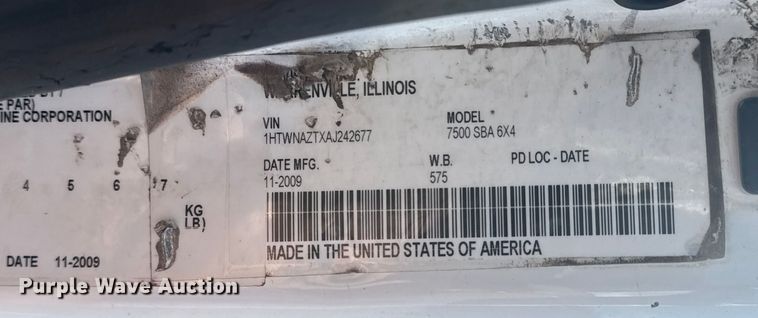 E PAR)
INE CORPORATION
4 5 6 7
KG
LB)
DATE 11-2009
WARRENVILLE, ILLINOIS
VIN MODEL
1HTWNAZTXAJ242677 7500 SBA 6X4
DATE MFG. W.B. PD LOC - DATE
11-2009 575
MADE IN THE UNITED STATES OF AMERICA
Purple Wave Auction